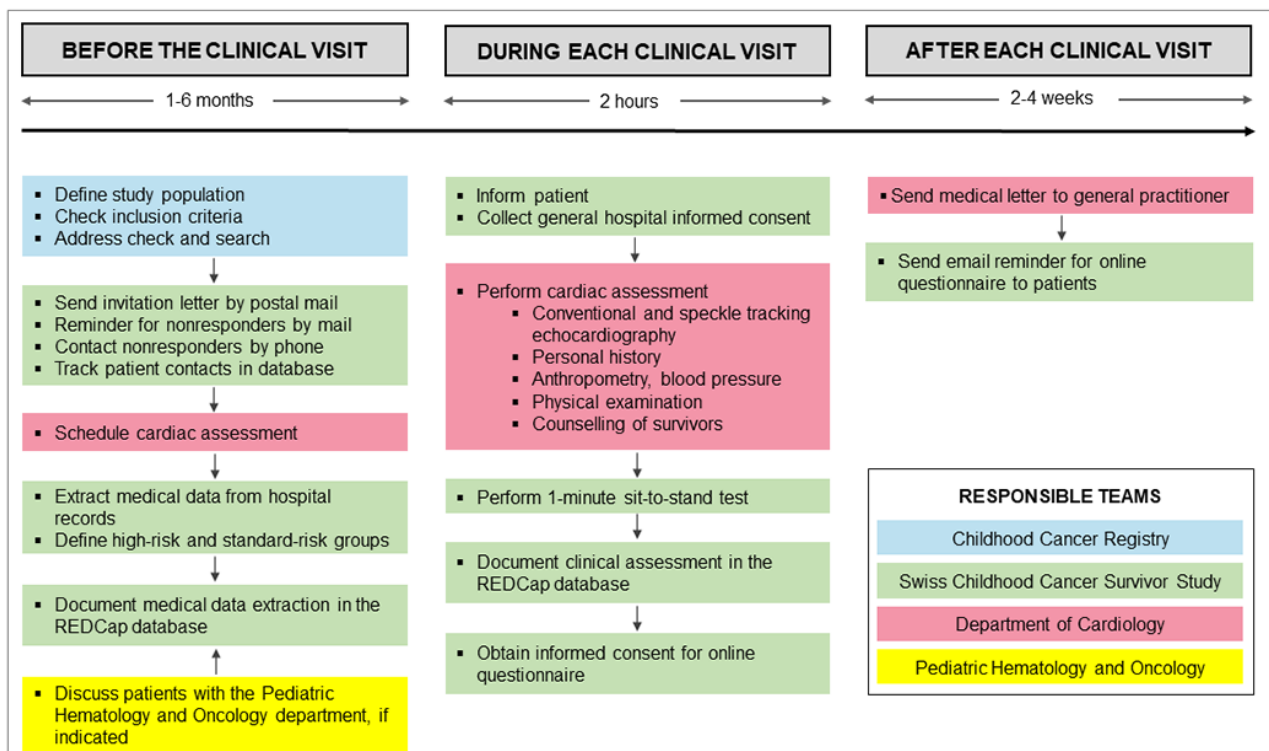 BEFORE THE CLINICAL VISIT
1-6 months
▪ Define study population
▪ Check inclusion criteria
▪ Address check and search
▪ Send invitation letter by postal mail
▪ Reminder for nonresponders by mail
▪ Contact nonresponders by phone
▪ Track patient contacts in database
▪ Schedule cardiac assessment
▪ Extract medical data from hospital
records
▪ Define high-risk and standard-risk groups
▪ Document medical data extraction in the
REDCap database
▪ Discuss patients with the Pediatric
Hematology and Oncology department, if
indicated
DURING EACH CLINICAL VISIT
2 hours
▪ Inform patient
▪ Collect general hospital informed consent
▪ Perform cardiac assessment
▪ Conventional and speckle tracking
echocardiography
▪ Personal history
▪ Anthropometry, blood pressure
▪ Physical examination
▪ Counselling of survivors
▪ Perform 1-minute sit-to-stand test
▪ Document clinical assessment in the
REDCap database
▪ Obtain informed consent for online
questionnaire
AFTER EACH CLINICAL VISIT
2-4 weeks
▪ Send medical letter to general practitioner
▪ Send email reminder for online
questionnaire to patients
RESPONSIBLE TEAMS
Childhood Cancer Registry
Swiss Childhood Cancer Survivor Study
Department of Cardiology
Pediatric Hematology and Oncology